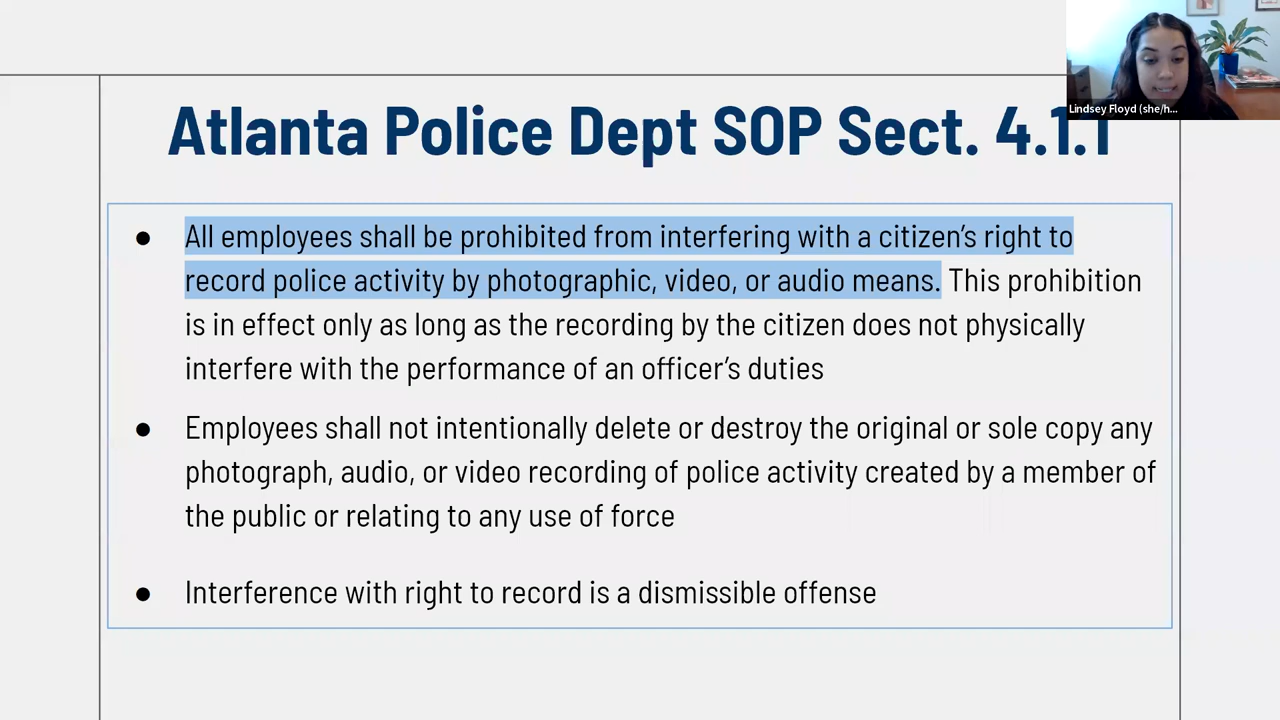 Lindsey Floyd (she/h...
Atlanta Police Dept SOP Sect. 4.1.1
● All employees shall be prohibited from interfering with a citizen’s right to
record police activity by photographic, video, or audio means. This prohibition
is in effect only as long as the recording by the citizen does not physically
interfere with the performance of an officer’s duties
● Employees shall not intentionally delete or destroy the original or sole copy any
photograph, audio, or video recording of police activity created by a member of
the public or relating to any use of force
● Interference with right to record is a dismissible offense